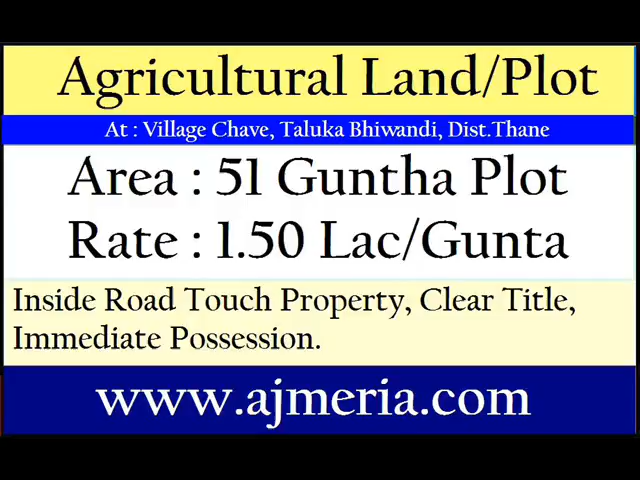 Agricultural Land/Plot
At : Village Chave, Taluka Bhiwandi, Dist.Thane
Area : 51 Guntha Plot
Rate : 1.50 Lac/Gunta
Inside Road Touch Property, Clear Title,
Immediate Possession.
www.ajmeria.com